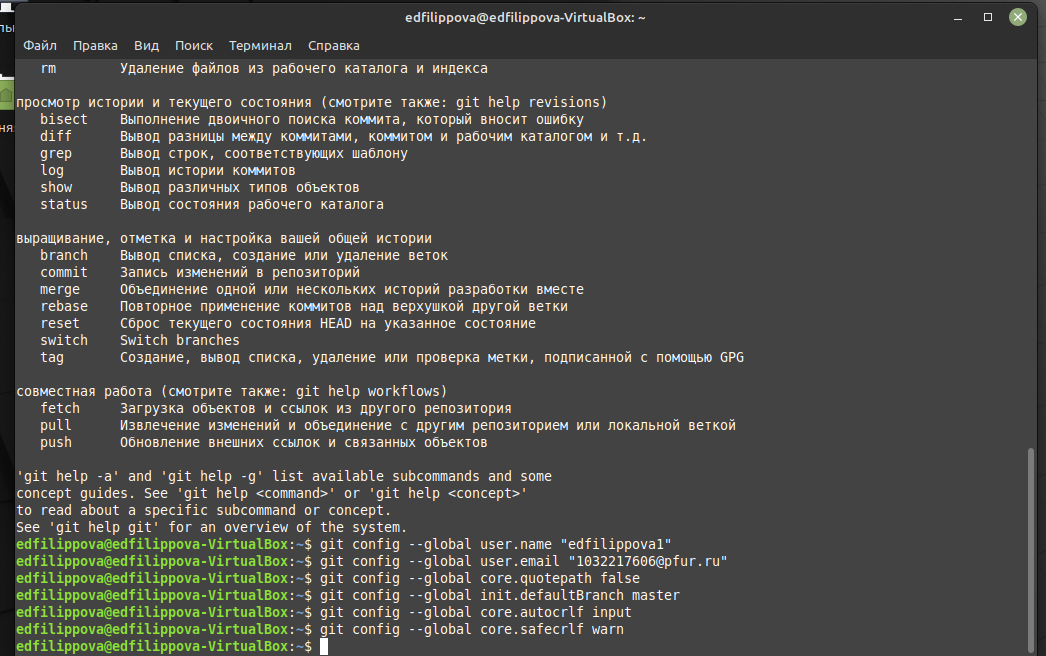 edfilippova@edfilippova-VirtualBox: ~
Файл Правка Вид Поиск Терминал Справка
rm Удаление файлов из рабочего каталога и индекса
просмотр истории и текущего состояния (смотрите также: git help revisions)
bisect Выполнение двоичного поиска коммита, который вносит ошибку
diff Вывод разницы между коммитами, коммитом и рабочим каталогом и т.д.
grep Вывод строк, соответствующих шаблону
log Вывод истории коммитов
show Вывод различных типов объектов
status Вывод состояния рабочего каталога
выращивание, отметка и настройка вашей общей истории
branch Вывод списка, создание или удаление веток
commit Запись изменений в репозиторий
merge Объединение одной или нескольких историй разработки вместе
rebase Повторное применение коммитов над верхушкой другой ветки
reset Сброс текущего состояния HEAD на указанное состояние
switch Switch branches
tag Создание, вывод списка, удаление или проверка метки, подписанной с помощью GPG
совместная работа (смотрите также: git help workflows)
fetch Загрузка объектов и ссылок из другого репозитория
pull Извлечение изменений и объединение с другим репозиторием или локальной веткой
push Обновление внешних ссылок и связанных объектов
'git help -a' and 'git help -g' list available subcommands and some
concept guides. See 'git help <command>' or 'git help <concept>'
to read about a specific subcommand or concept.
See 'git help git' for an overview of the system.
edfilippova@edfilippova-VirtualBox:~$ git config --global user.name "edfilippova1"
edfilippova@edfilippova-VirtualBox:~$ git config --global user.email "1032217606@pfur.ru"
edfilippova@edfilippova-VirtualBox:~$ git config --global core.quotepath false
edfilippova@edfilippova-VirtualBox:~$ git config --global init.defaultBranch master
edfilippova@edfilippova-VirtualBox:~$ git config --global core.autocrlf input
edfilippova@edfilippova-VirtualBox:~$ git config --global core.safecrlf warn
edfilippova@edfilippova-VirtualBox:~$